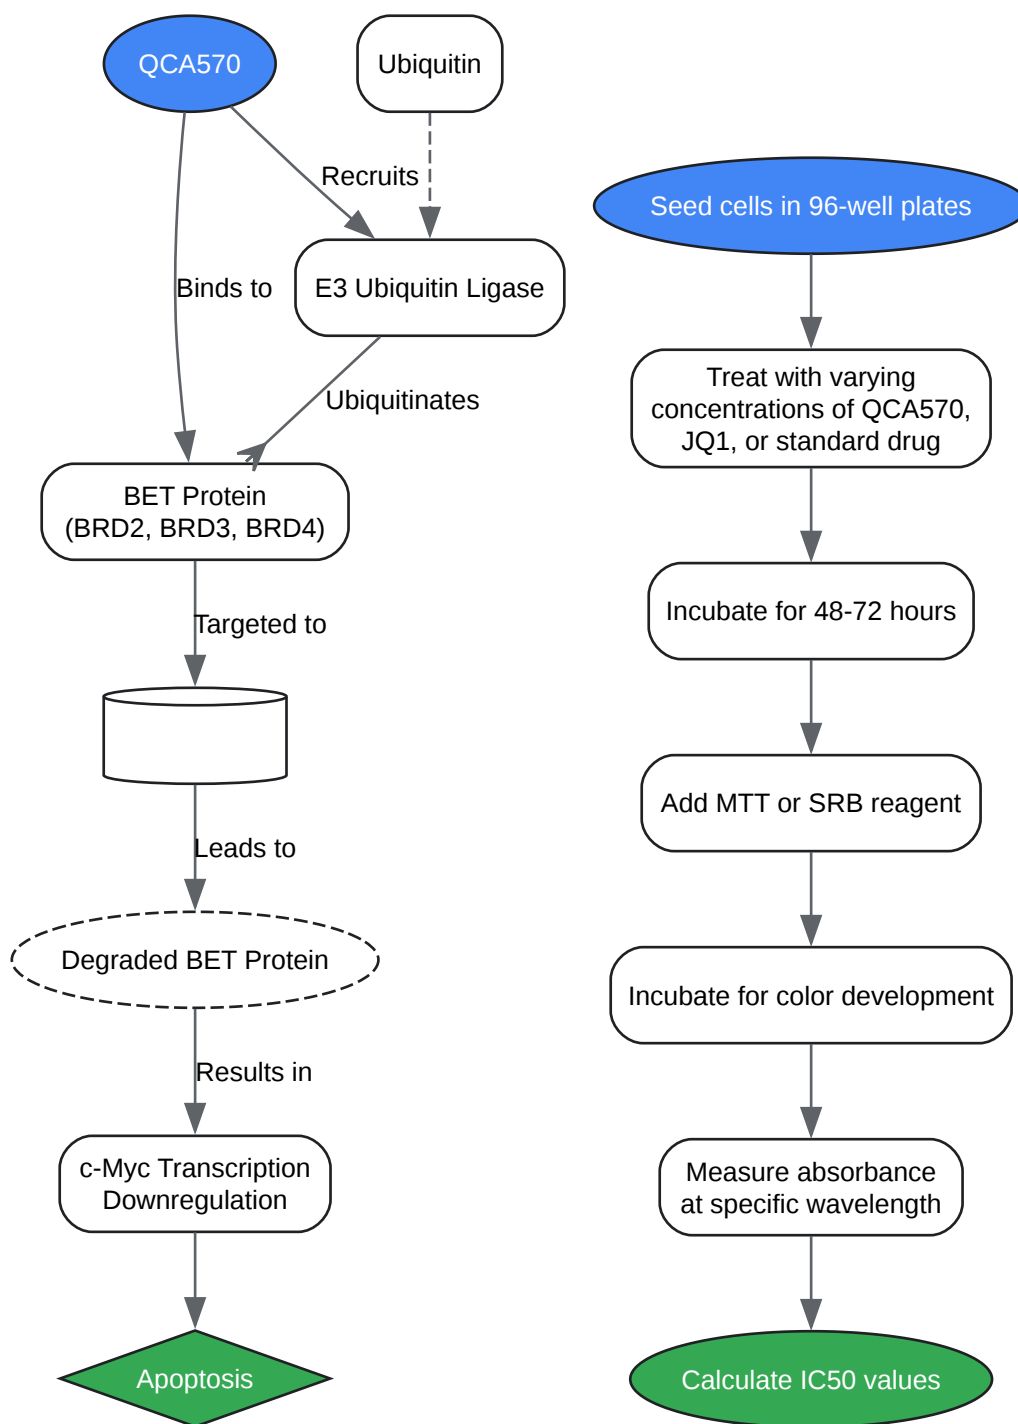 QCA570
Ubiquitin
Recruits
Binds to
E3 Ubiquitin Ligase
Ubiquitinates
BET Protein
(BRD2, BRD3, BRD4)
Targeted to
Leads to
Degraded BET Protein
Results in
c-Myc Transcription
Downregulation
Apoptosis
Seed cells in 96-well plates
Treat with varying
concentrations of QCA570,
JQ1, or standard drug
Incubate for 48-72 hours
Add MTT or SRB reagent
Incubate for color development
Measure absorbance
at specific wavelength
Calculate IC50 values